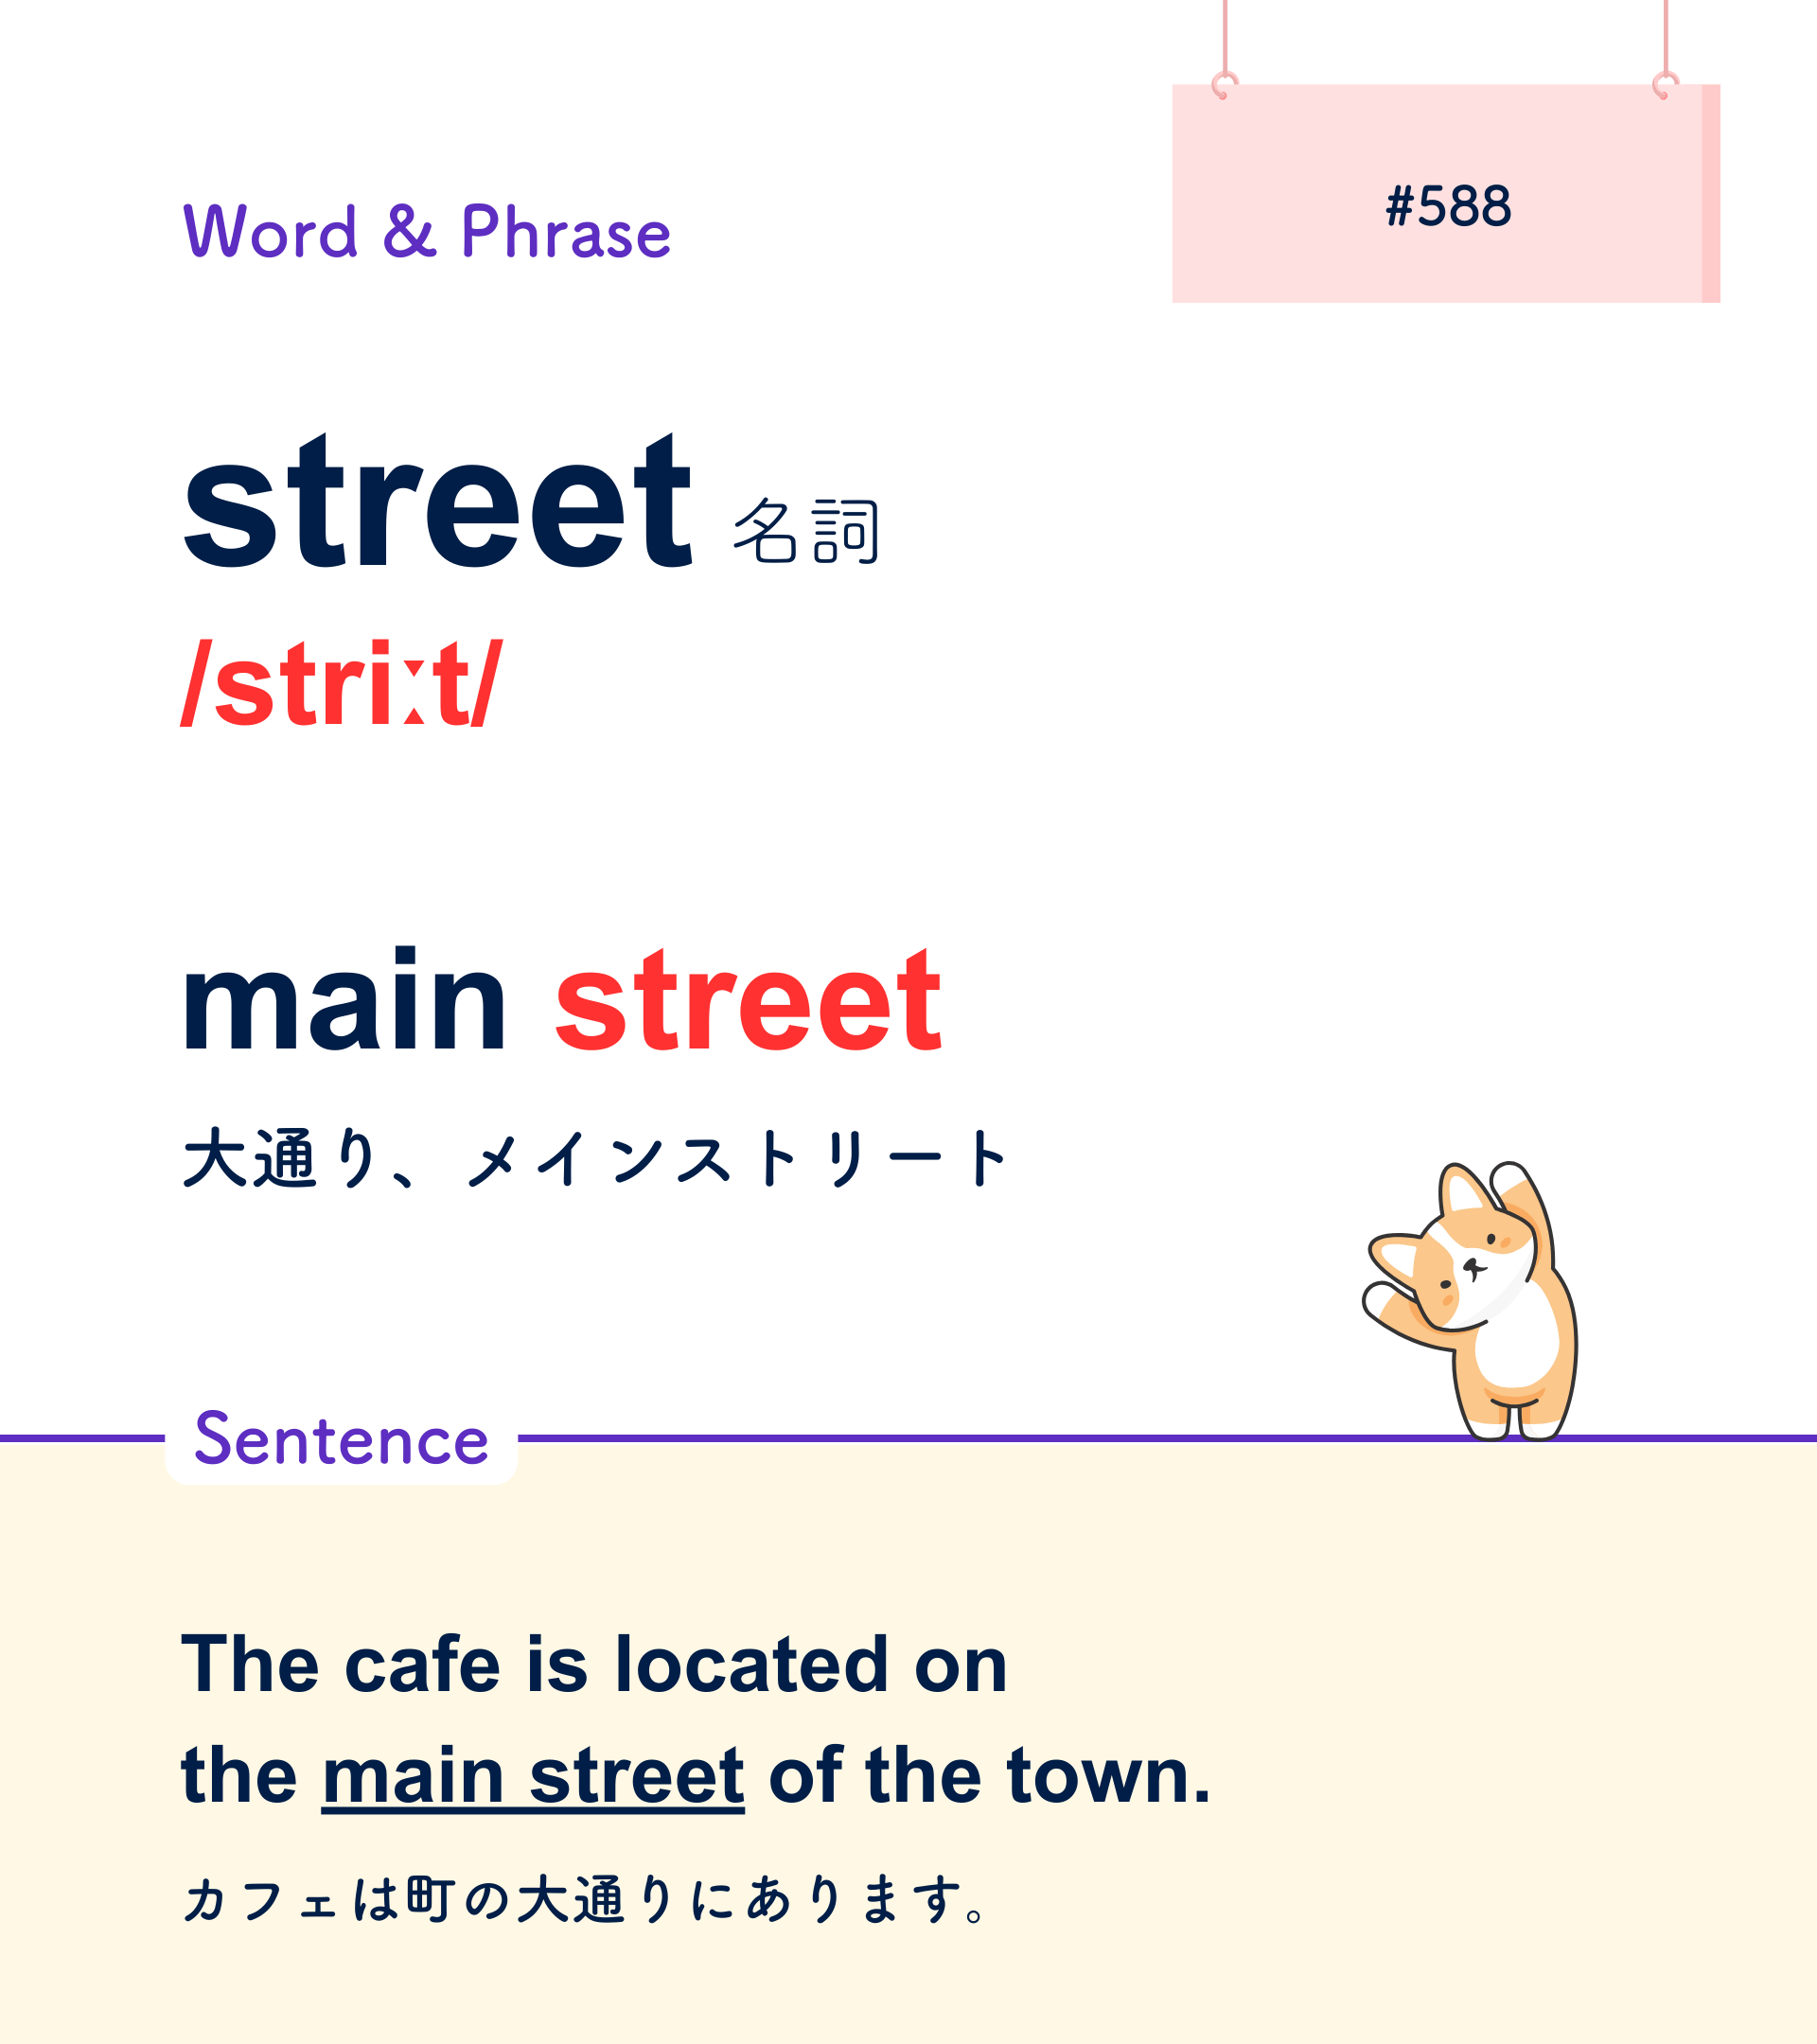 #588
Word & Phrase
street 名詞
/striːt/
main street
大通り、メインストリート
Sentence
The cafe is located on
the main street of the town.
カフェは町の大通りにあります。